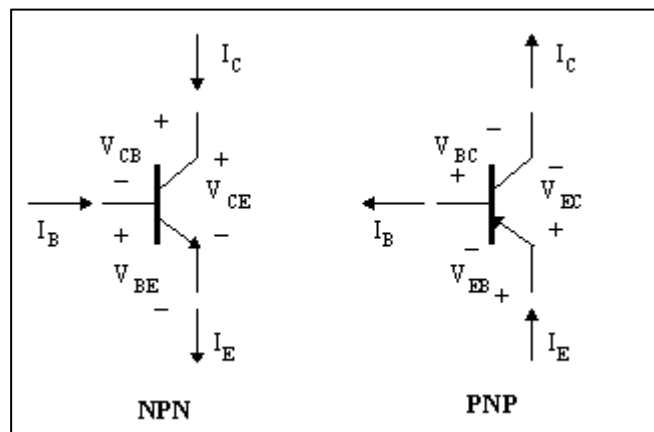 I_C I_C
+ −
V_CB + V_BC −
− V_CE + V_EC
I_B + − I_B − +
V_BE V_EB +
−
I_E I_E
NPN PNP